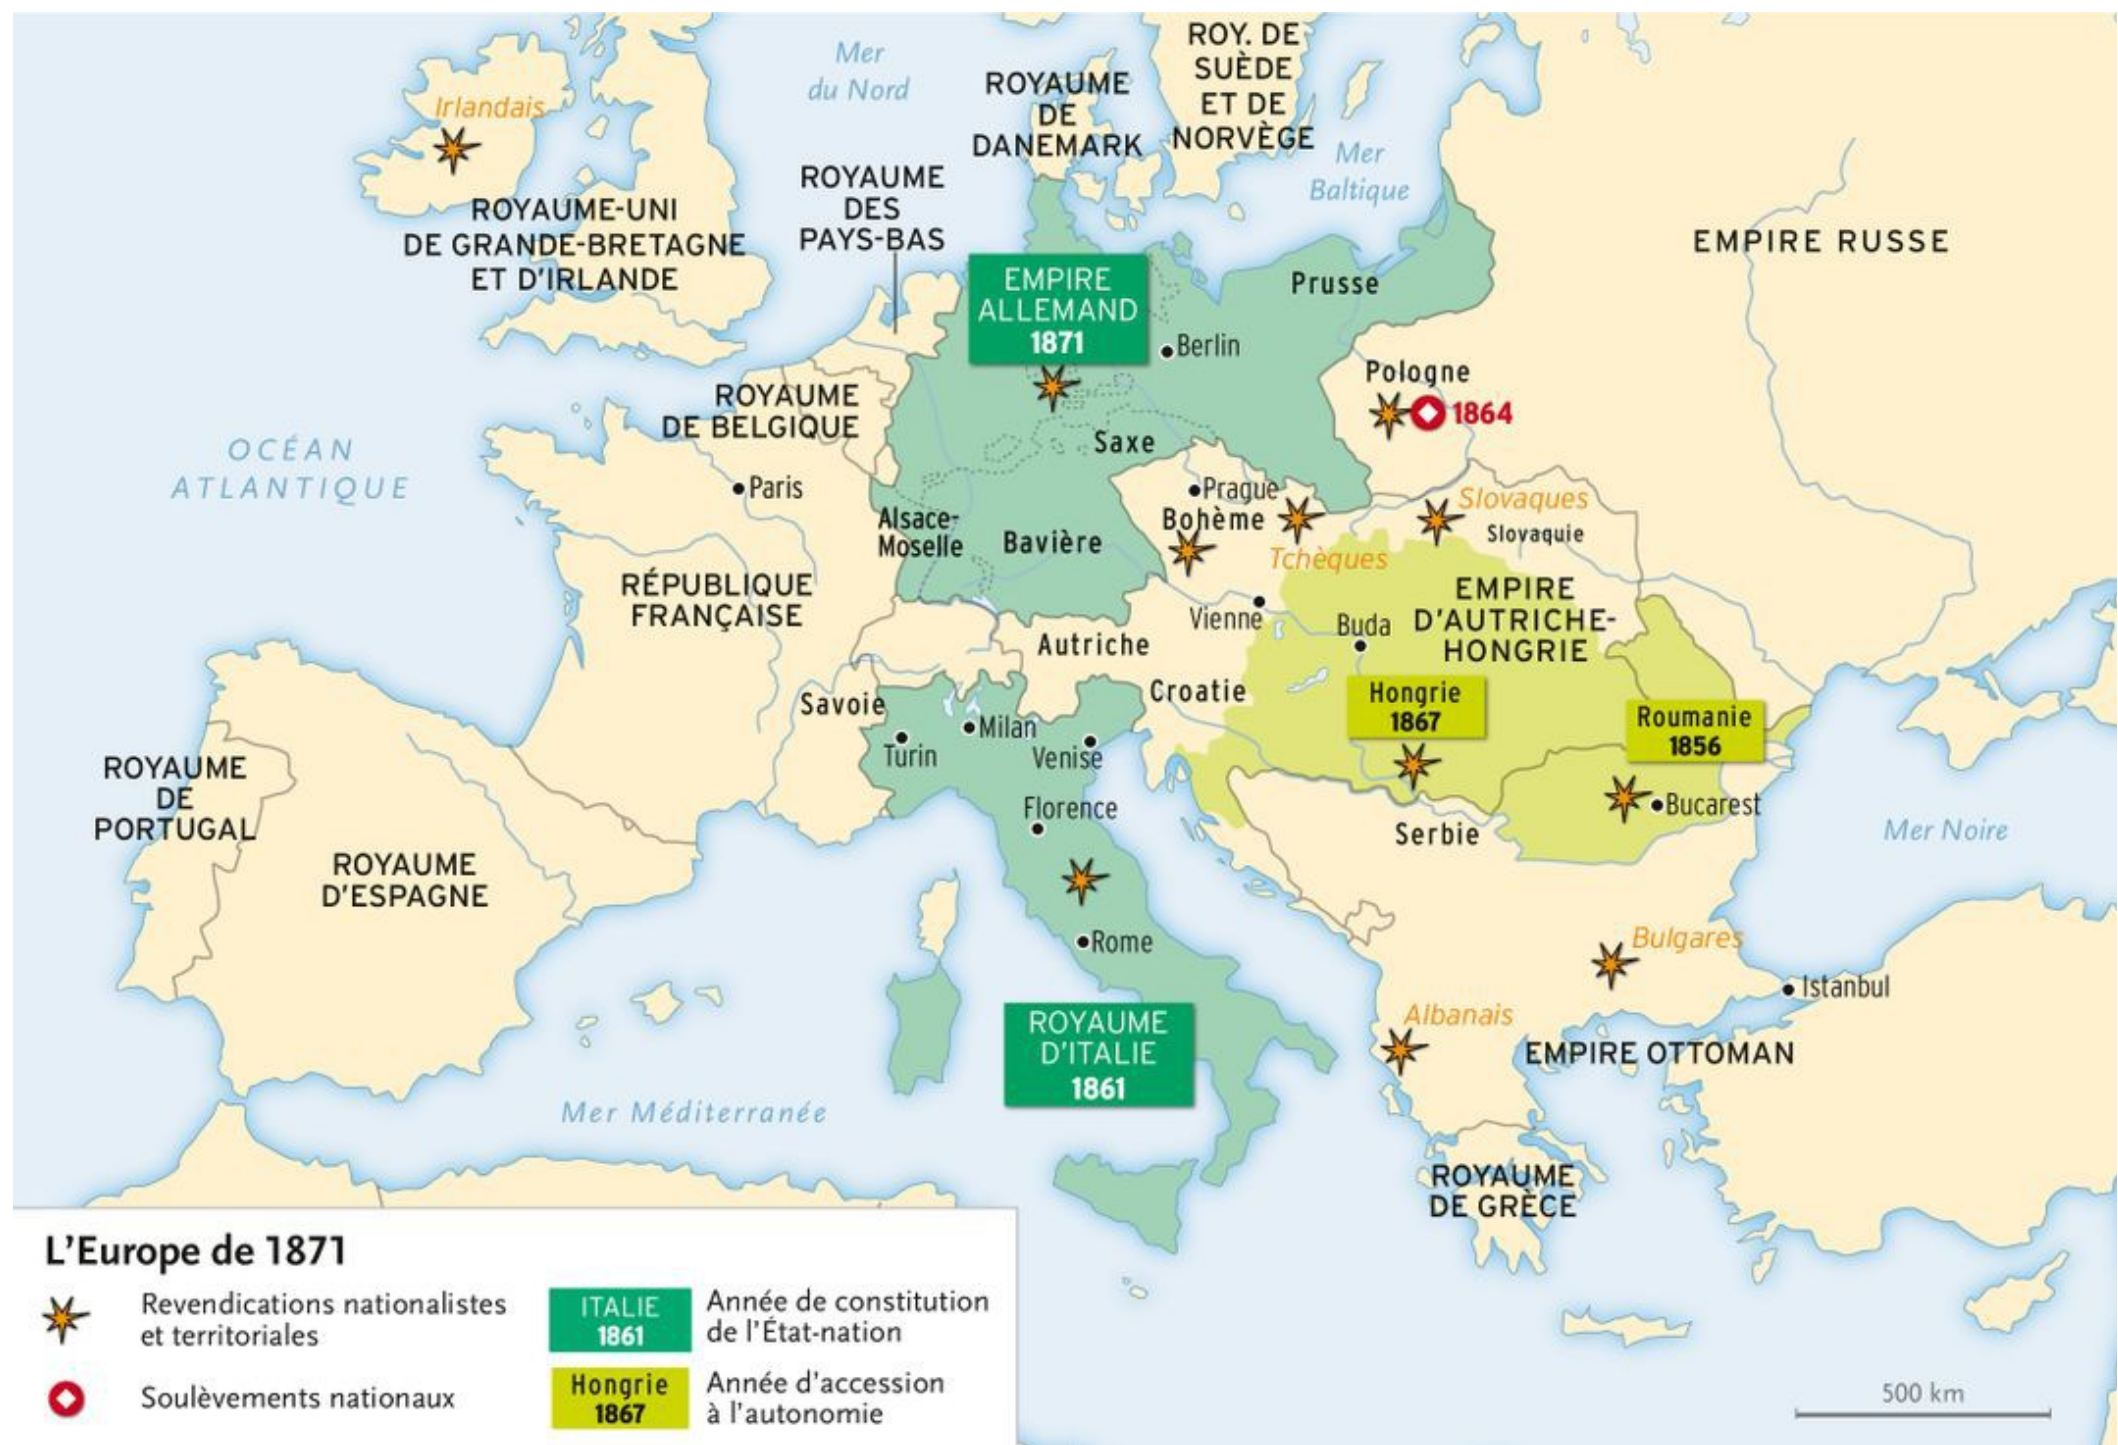 Mer
du Nord
ROYAUME
DE
DANEMARK
ROY. DE
SUÈDE
ET DE
NORVÈGE
Mer
Baltique
Irlandais
ROYAUME-UNI
DE GRANDE-BRETAGNE
ET D'IRLANDE
ROYAUME
DES
PAYS-BAS
EMPIRE RUSSE
EMPIRE
ALLEMAND
1871
Prusse
Berlin
Pologne
1864
ROYAUME
DE BELGIQUE
Saxe
OCÉAN
ATLANTIQUE
Paris
Prague
Bohème
Tchèques
Slovaques
Slovaquie
Alsace-
Moselle
Bavière
RÉPUBLIQUE
FRANÇAISE
Vienne
Buda
EMPIRE
D'AUTRICHE-
HONGRIE
Autriche
Croatie
Hongrie
1867
Roumanie
1856
Savoie
Turin
Milan
Venise
Florence
Bucarest
Serbie
Mer Noire
ROYAUME
DE
PORTUGAL
ROYAUME
D'ESPAGNE
Rome
Bulgares
Istanbul
Albanais
EMPIRE OTTOMAN
ROYAUME
D'ITALIE
1861
Mer Méditerranée
ROYAUME
DE GRÈCE
L'Europe de 1871
Revendications nationalistes
et territoriales
Soulèvements nationaux
ITALIE
1861
Année de constitution
de l'État-nation
Hongrie
1867
Année d'accession
à l'autonomie
500 km